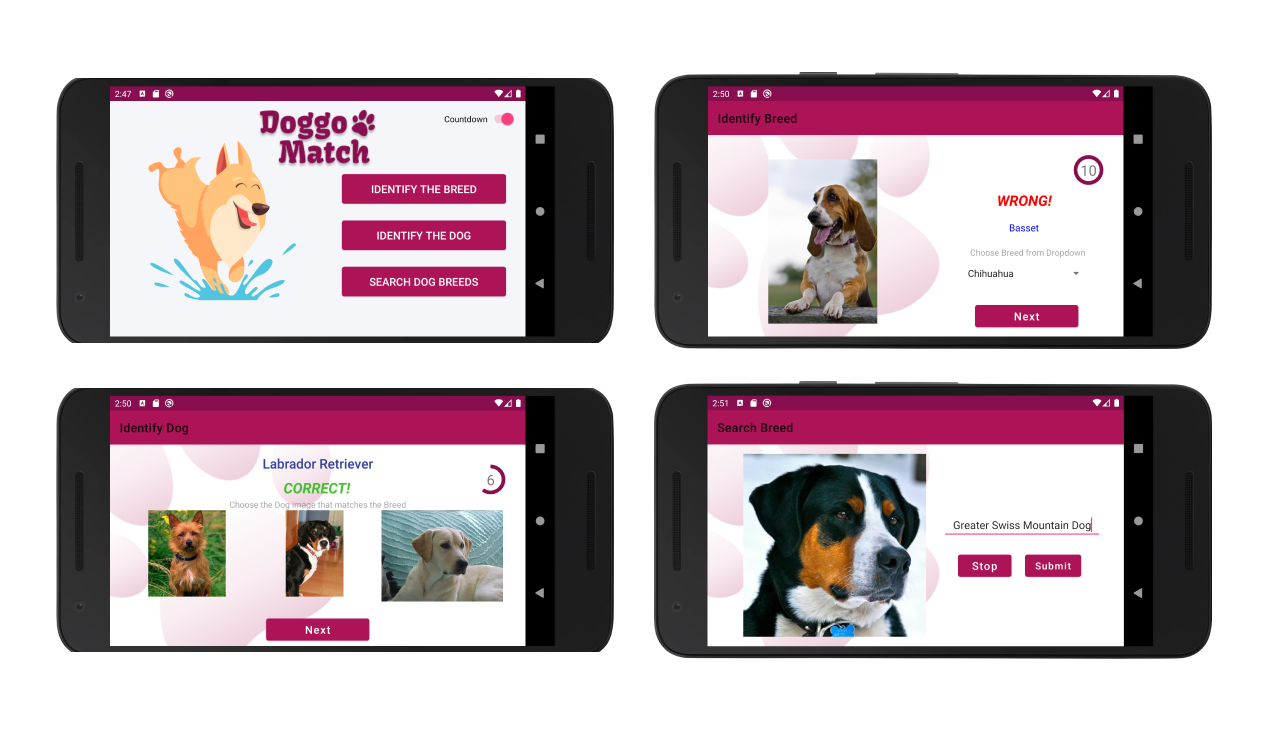 2:47
Doggo
Match
Countdown
IDENTIFY THE BREED
IDENTIFY THE DOG
SEARCH DOG BREEDS
2:50
Identify Breed
10
WRONG!
Basset
Choose Breed from Dropdown
Chihuahua
Next
2:50
Identify Dog
Labrador Retriever
6
CORRECT!
Choose the Dog image that matches the Breed
Next
2:51
Search Breed
Greater Swiss Mountain Dog
Stop
Submit